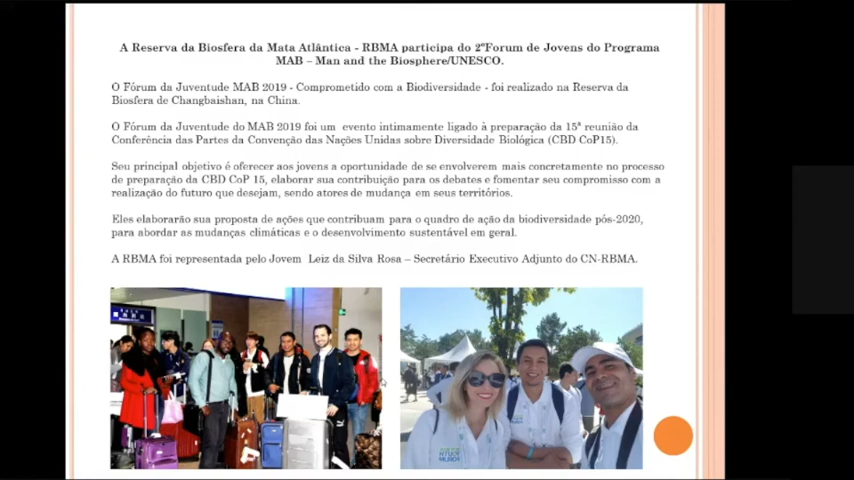 A Reserva da Biosfera da Mata Atlântica - RBMA participa do 2ºForum de Jovens do Programa
MAB – Man and the Biosphere/UNESCO.
O Fórum da Juventude MAB 2019 - Comprometido com a Biodiversidade - foi realizado na Reserva da
Biosfera de Changbaishan, na China.
O Fórum da Juventude do MAB 2019 foi um evento intimamente ligado à preparação da 15ª reunião da
Conferência das Partes da Convenção das Nações Unidas sobre Diversidade Biológica (CBD CoP15).
Seu principal objetivo é oferecer aos jovens a oportunidade de se envolverem mais concretamente no processo
de preparação da CBD CoP 15, elaborar sua contribuição para os debates e fomentar seu compromisso com a
realização do futuro que desejam, sendo atores de mudança em seus territórios.
Eles elaborarão sua proposta de ações que contribuam para o quadro de ação da biodiversidade pós-2020,
para abordar as mudanças climáticas e o desenvolvimento sustentável em geral.
A RBMA foi representada pelo Jovem Leiz da Silva Rosa – Secretário Executivo Adjunto do CN-RBMA.